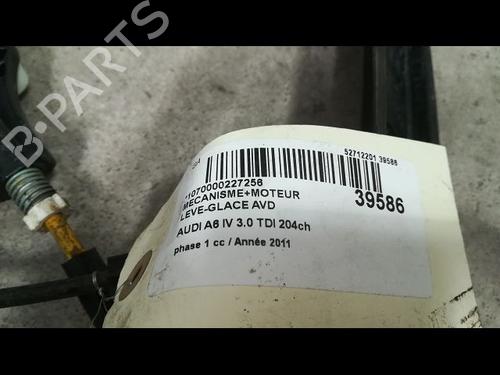 B-PARTS
52712201 39586
*1070000227256
MECANISME+MOTEUR
LEVE-GLACE AVD
39586
AUDI A6 IV 3.0 TDI 204ch
phase 1 cc / Année 2011